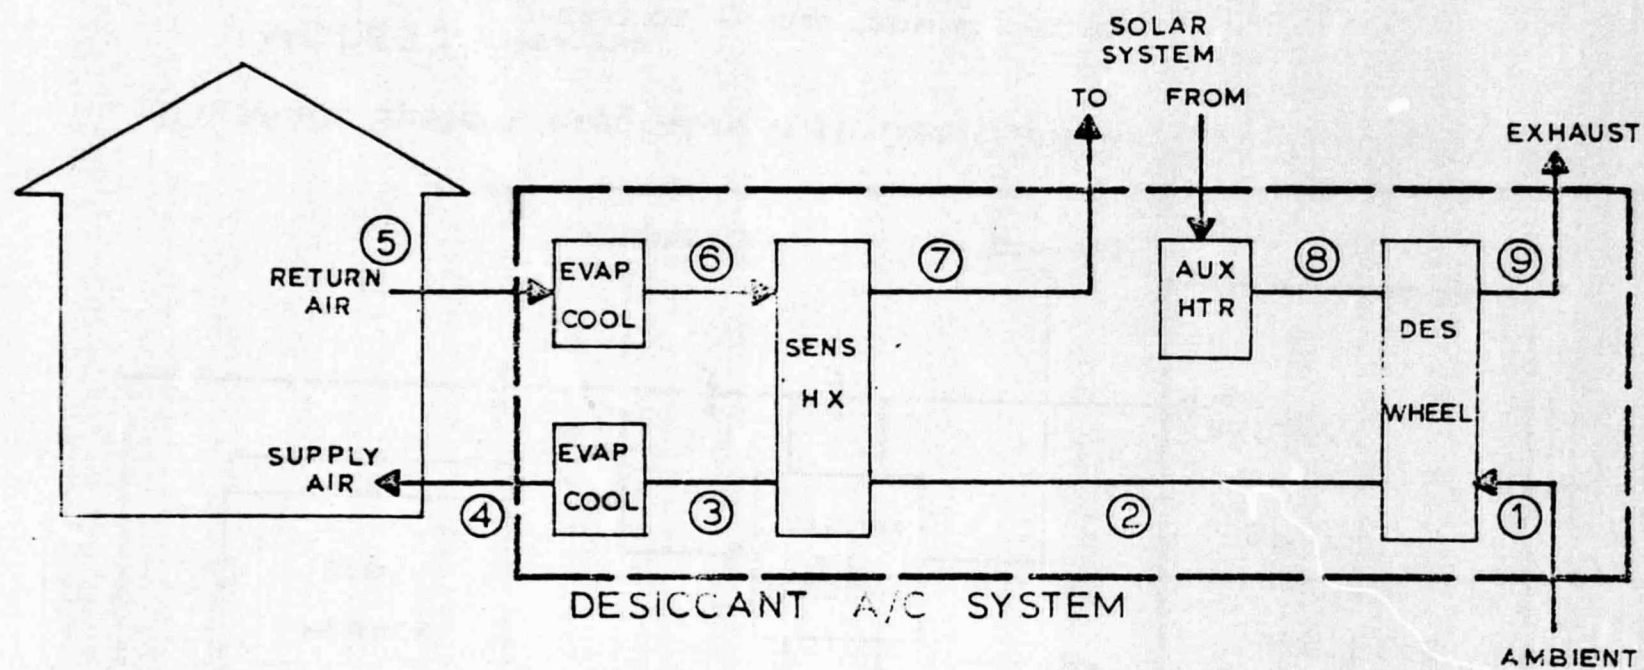 SOLAR
SYSTEM
TO FROM
EXHAUST
⑤
RETURN
AIR
EVAP
COOL
⑥
SENS
HX
⑦
AUX
HTR
⑧
DES
WHEEL
⑨
SUPPLY
AIR
④
EVAP
COOL
③
②
①
DESICCANT A/C SYSTEM
AMBIENT